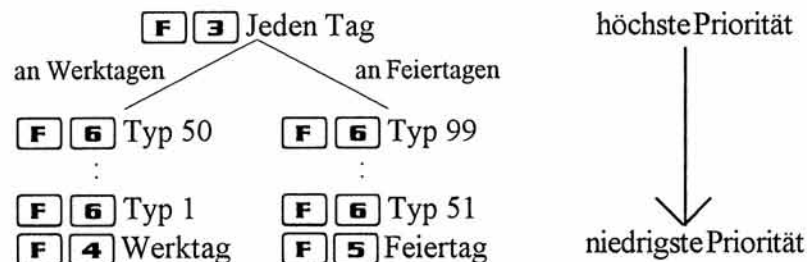 F 3 Jeden Tag höchste Priorität
an Werktagen an Feiertagen
F 6 Typ 50 F 6 Typ 99
: :
F 6 Typ 1 F 6 Typ 51
F 4 Werktag F 5 Feiertag niedrigste Priorität